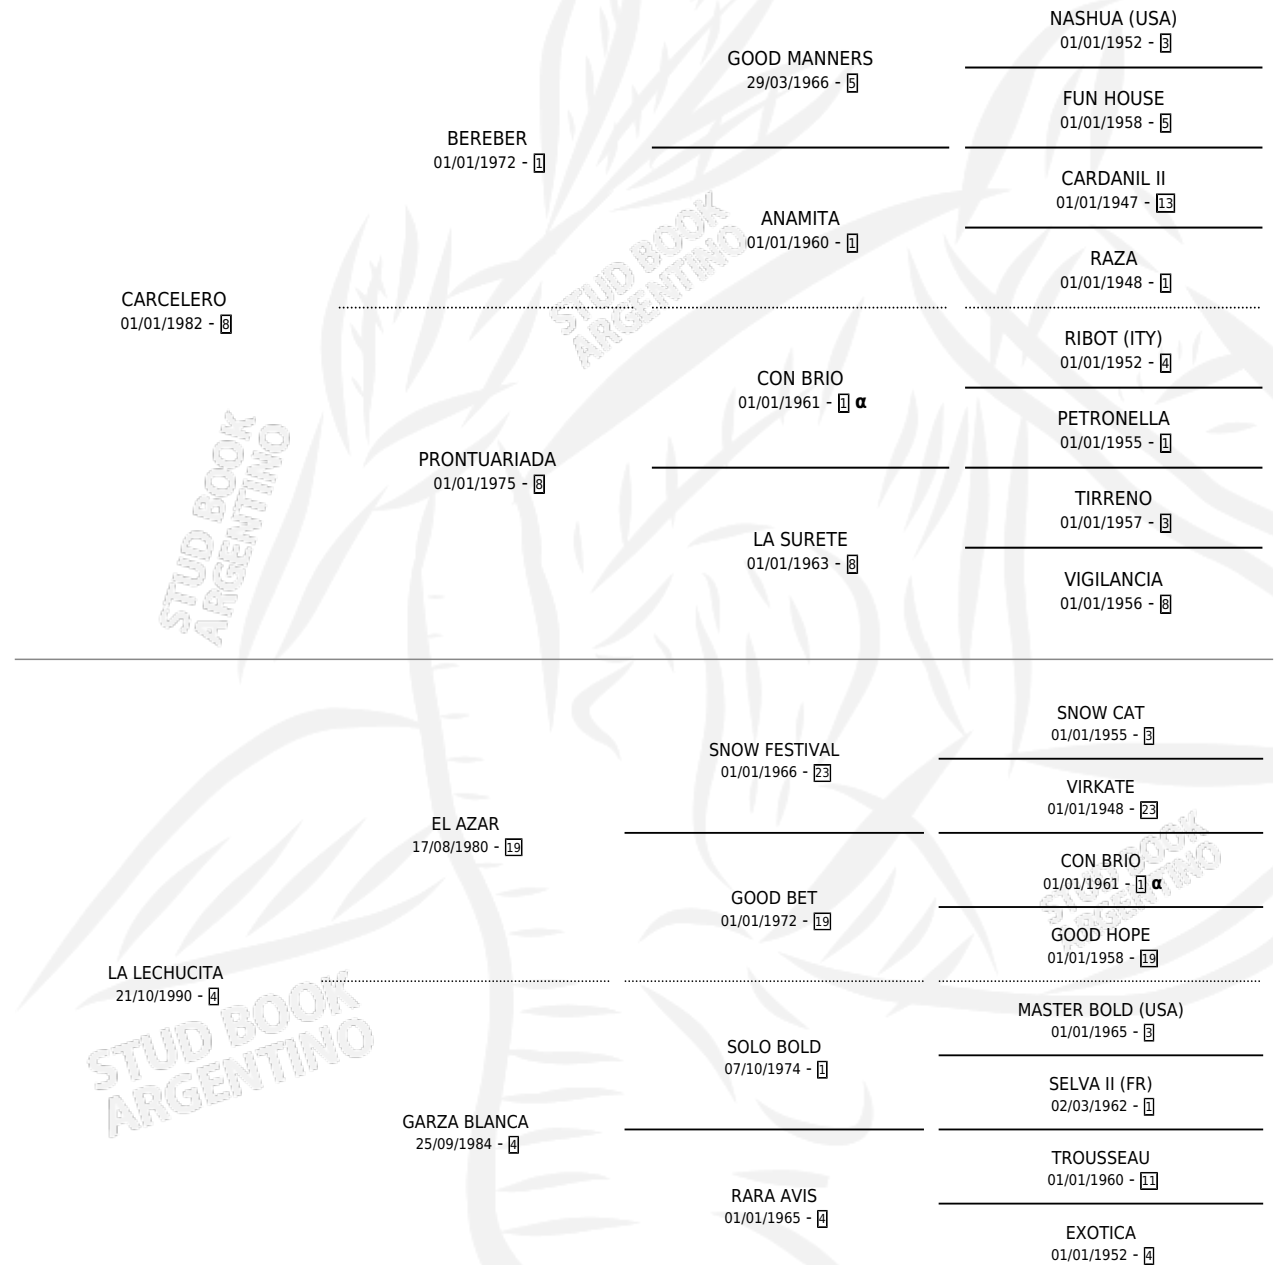 NASHUA (USA)
01/01/1952 - 3
GOOD MANNERS
29/03/1966 - 5
FUN HOUSE
01/01/1958 - 5
BEREBER
01/01/1972 - 1
CARDANIL II
01/01/1947 - 13
ANAMITA
01/01/1960 - 1
RAZA
01/01/1948 - 1
CARCELERO
01/01/1982 - 8
RIBOT (ITY)
01/01/1952 - 4
CON BRIO
01/01/1961 - 1 α
PETRONELLA
01/01/1955 - 1
PRONTUARIADA
01/01/1975 - 8
TIRRENO
01/01/1957 - 3
LA SURETE
01/01/1963 - 8
VIGILANCIA
01/01/1956 - 8
SNOW CAT
01/01/1955 - 3
SNOW FESTIVAL
01/01/1966 - 23
VIRKATE
01/01/1948 - 23
EL AZAR
17/08/1980 - 19
CON BRIO
01/01/1961 - 1 α
GOOD BET
01/01/1972 - 19
GOOD HOPE
01/01/1958 - 19
LA LECHUCITA
21/10/1990 - 4
MASTER BOLD (USA)
01/01/1965 - 3
SOLO BOLD
07/10/1974 - 1
SELVA II (FR)
02/03/1962 - 1
GARZA BLANCA
25/09/1984 - 4
TROUSSEAU
01/01/1960 - 11
RARA AVIS
01/01/1965 - 4
EXOTICA
01/01/1952 - 4
STUD BOOK
ARGENTINO
STUD BOOK
ARGENTINO
STUD BOOK
ARGENTINO
STUD BOOK
ARGENTINO